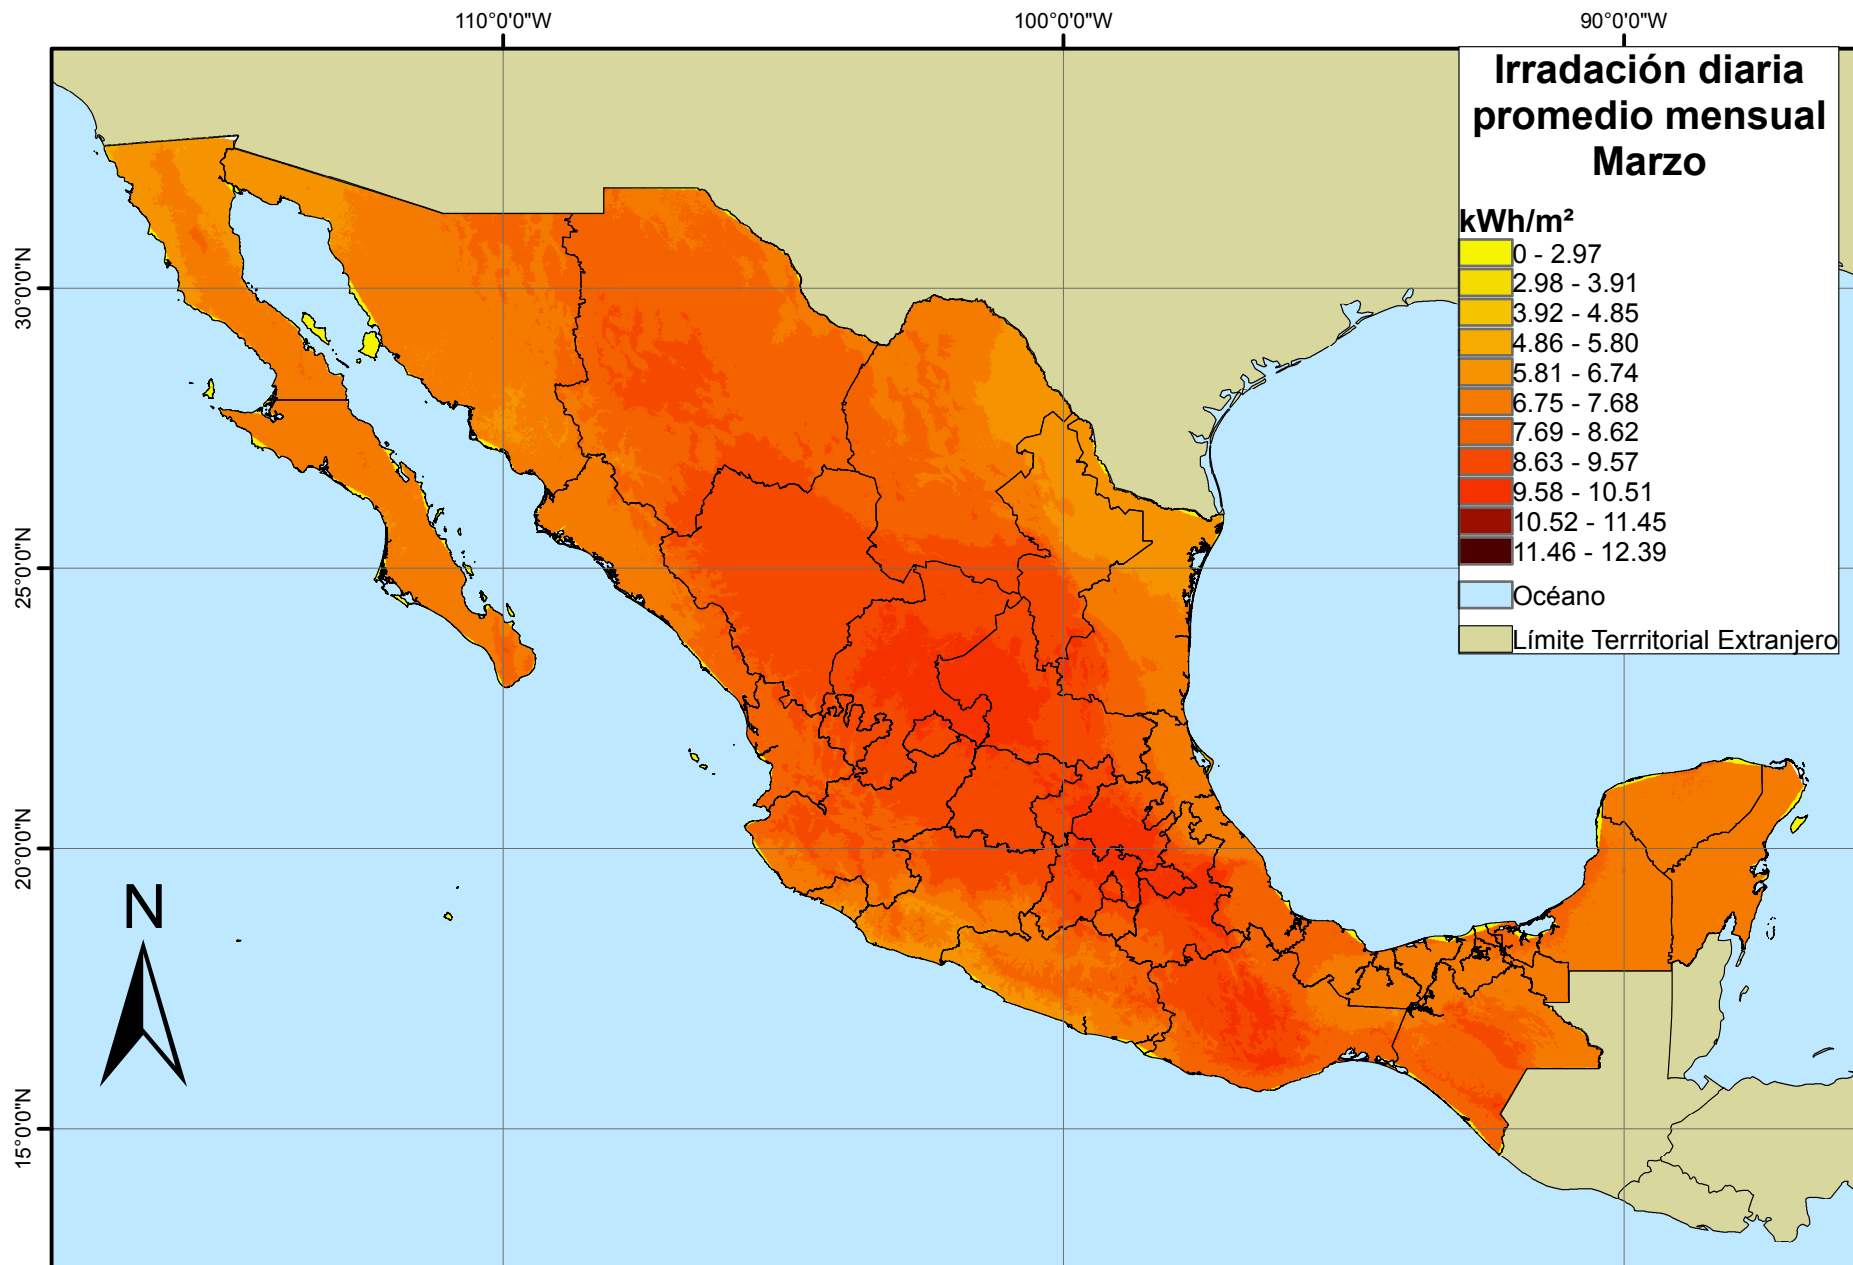 110°0'0"W
100°0'0"W
90°0'0"W
Irradación diaria
promedio mensual
Marzo
kWh/m²
0 - 2.97
2.98 - 3.91
3.92 - 4.85
4.86 - 5.80
5.81 - 6.74
6.75 - 7.68
7.69 - 8.62
8.63 - 9.57
9.58 - 10.51
10.52 - 11.45
11.46 - 12.39
Océano
Límite Terrritorial Extranjero
30°0'0"N
25°0'0"N
20°0'0"N
15°0'0"N
N